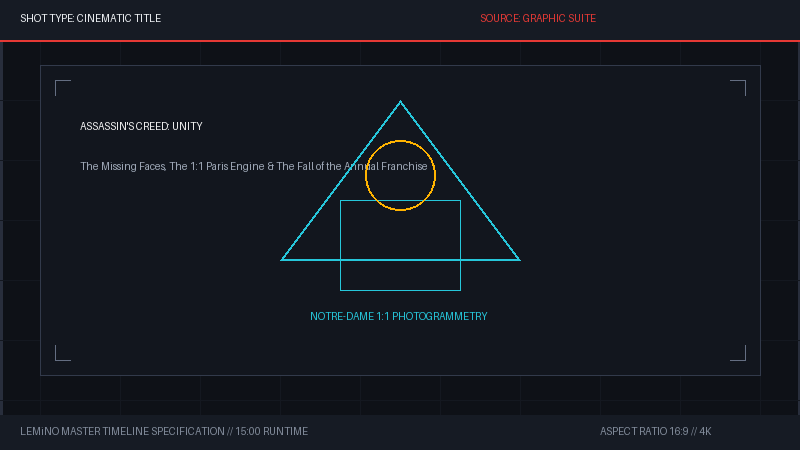 SHOT TYPE: CINEMATIC TITLE
SOURCE: GRAPHIC SUITE
ASSASSIN'S CREED: UNITY
The Missing Faces, The 1:1 Paris Engine & The Fall of the Annual Franchise
NOTRE-DAME 1:1 PHOTOGRAMMETRY
LEMiNO MASTER TIMELINE SPECIFICATION // 15:00 RUNTIME
ASPECT RATIO 16:9 // 4K